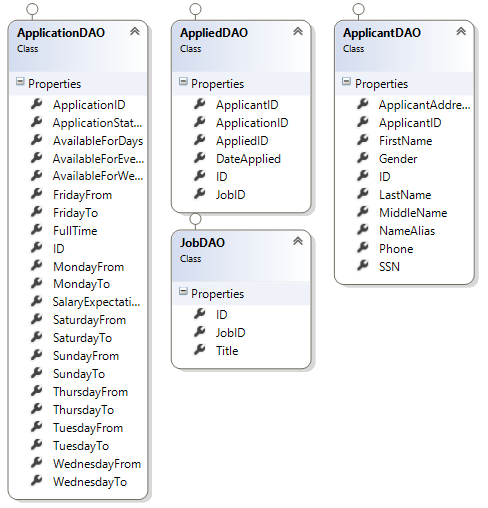 ApplicationDAO
Class
Properties
ApplicationID
ApplicationStat...
AvailableForDays
AvailableForEve...
AvailableForWe...
FridayFrom
FridayTo
FullTime
ID
MondayFrom
MondayTo
SalaryExpectati...
SaturdayFrom
SaturdayTo
SundayFrom
SundayTo
ThursdayFrom
ThursdayTo
TuesdayFrom
TuesdayTo
WednesdayFrom
WednesdayTo
AppliedDAO
Class
Properties
ApplicantID
ApplicationID
AppliedID
DateApplied
ID
JobID
JobDAO
Class
Properties
ID
JobID
Title
ApplicantDAO
Class
Properties
ApplicantAddre...
ApplicantID
FirstName
Gender
ID
LastName
MiddleName
NameAlias
Phone
SSN